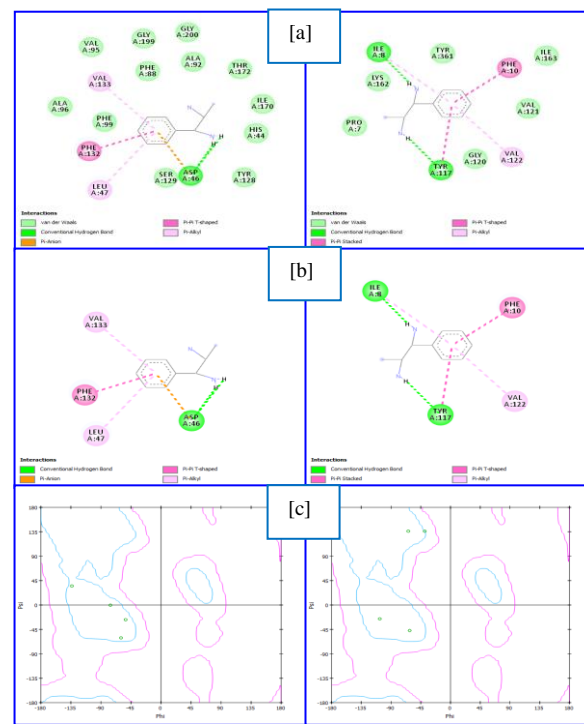 [a]
VAL
A:95
GLY
A:199
GLY
A:200
PHE
A:88
ALA
A:92
THR
A:172
VAL
A:133
ALA
A:96
PHE
A:99
ILE
A:170
HIS
A:44
PHE
A:132
SER
A:129
ASP
A:46
TYR
A:128
LEU
A:47
Interactions
van der Waals
Conventional Hydrogen Bond
Pi-Anion
Pi-Pi T-shaped
Pi-Alkyl
H
H
ILE
A:8
TYR
A:361
PHE
A:10
ILE
A:163
LYS
A:162
VAL
A:121
PRO
A:7
GLY
A:120
VAL
A:122
TYR
A:117
H
H
Interactions
van der Waals
Conventional Hydrogen Bond
Pi-Pi Stacked
Pi-Pi T-shaped
Pi-Alkyl
[b]
VAL
A:133
PHE
A:132
ASP
A:46
LEU
A:47
H
H
Interactions
Conventional Hydrogen Bond
Pi-Anion
Pi-Pi T-shaped
Pi-Alkyl
ILE
A:8
PHE
A:10
VAL
A:122
TYR
A:117
H
H
Interactions
Conventional Hydrogen Bond
Pi-Pi Stacked
Pi-Pi T-shaped
Pi-Alkyl
[c]
180
135
90
45
0
-45
-90
-135
-180
Psi
-180 -135 -90 -45 0 45 90 135 180
Phi
180
135
90
45
0
-45
-90
-135
-180
Psi
-180 -135 -90 -45 0 45 90 135 180
Phi